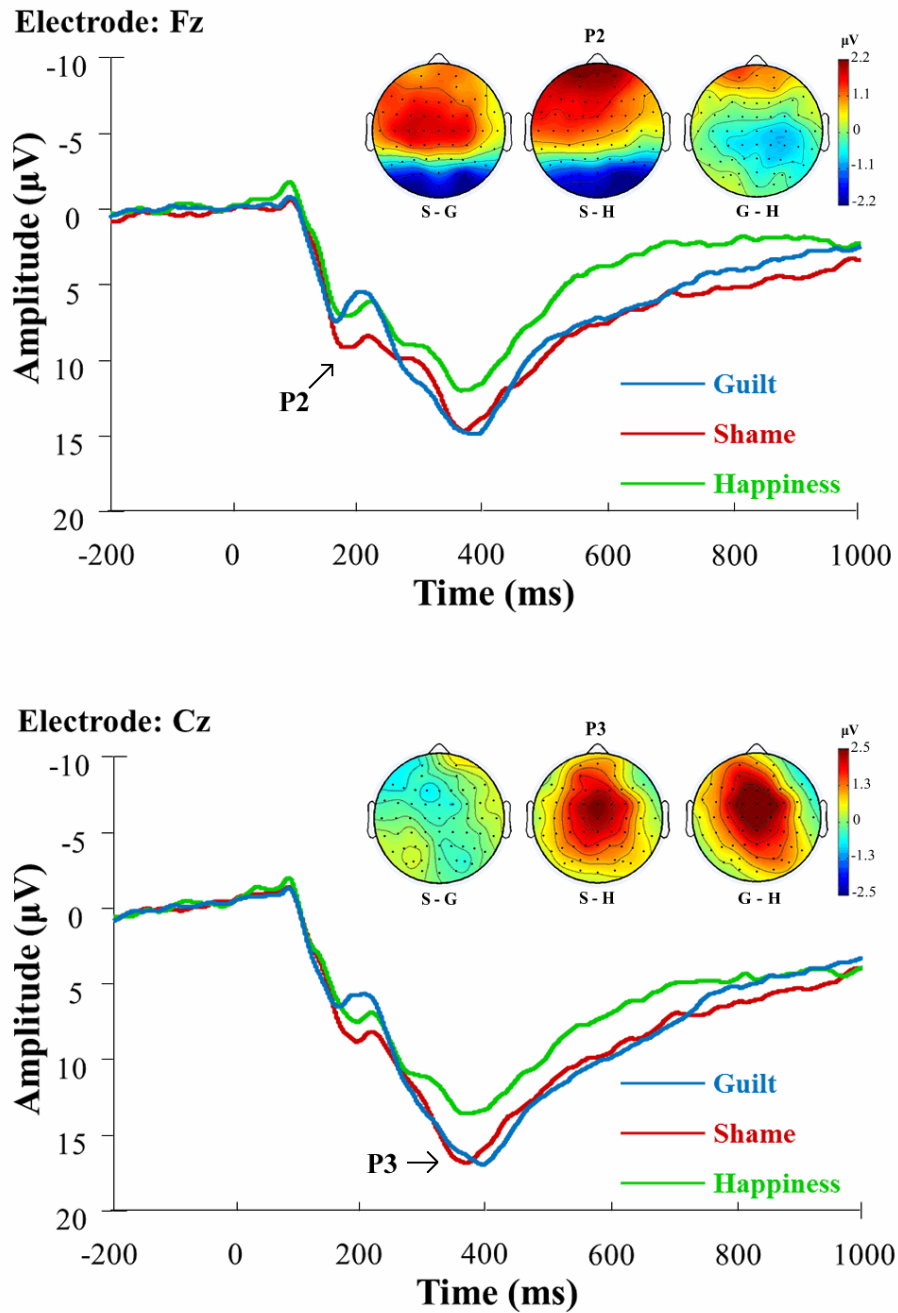 Electrode: Fz
P2
µV
2.2
1.1
0
-1.1
-2.2
S - G
S - H
G - H
-10
-5
0
5
10
15
20
Amplitude (µV)
P2
Guilt
Shame
Happiness
-200
0
200
400
600
800
1000
Time (ms)
Electrode: Cz
P3
µV
2.5
1.3
0
-1.3
-2.5
S - G
S - H
G - H
-10
-5
0
5
10
15
20
Amplitude (µV)
P3
Guilt
Shame
Happiness
-200
0
200
400
600
800
1000
Time (ms)